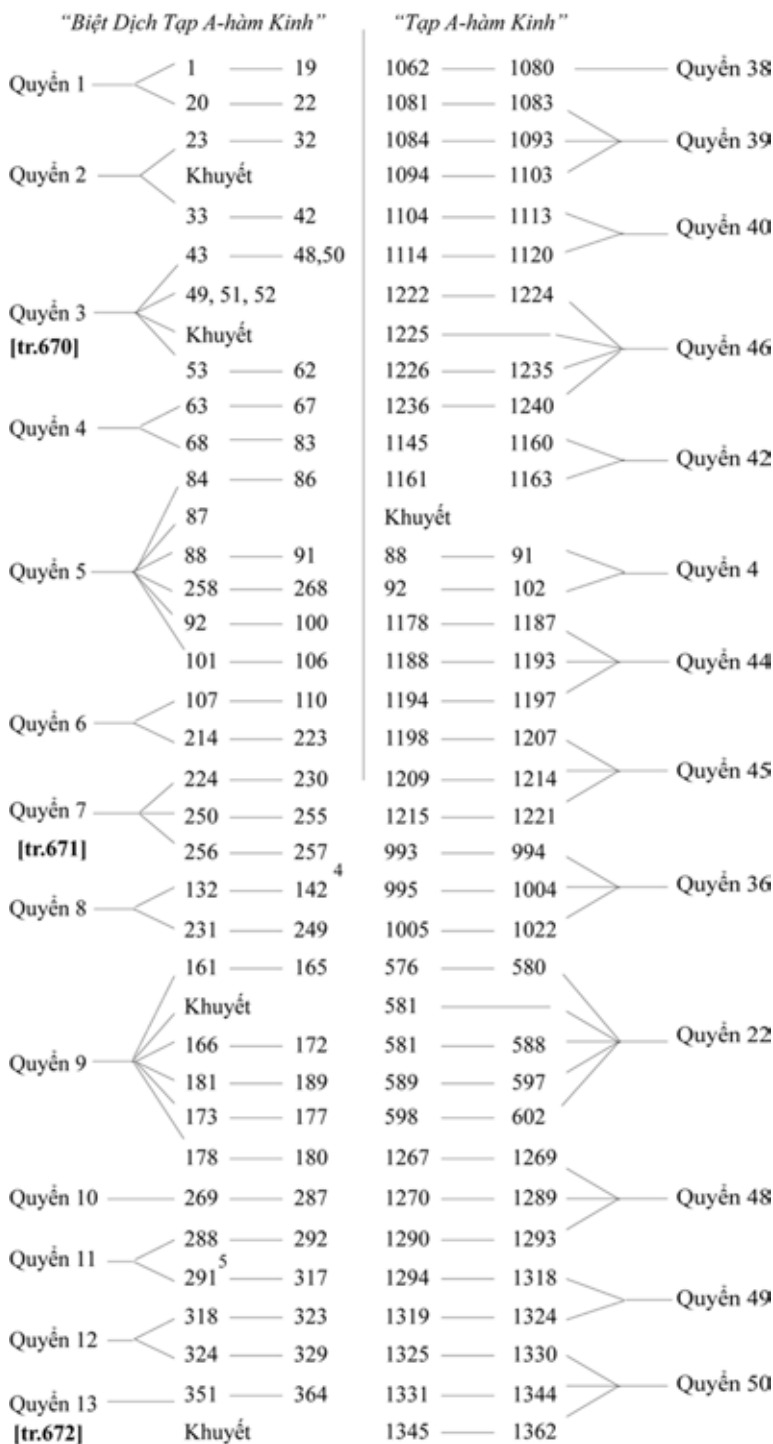 “Biệt Dịch Tạp A-hàm Kinh” “Tạp A-hàm Kinh”
1 19 1062 1080 Quyển 38
Quyển 1
20 22 1081 1083
23 32 1084 1093 Quyển 39
Quyển 2 Khuyết 1094 1103
33 42 1104 1113
Quyển 40
43 48,50 1114 1120
49, 51, 52 1222 1224
Quyển 3
[tr.670] Khuyết 1225 Quyển 46
53 62 1226 1235
63 67 1236 1240
Quyển 4
68 83 1145 1160
Quyển 42
84 86 1161 1163
87 Khuyết
88 91 88 91
Quyển 5 Quyển 4
258 268 92 102
92 100 1178 1187
101 106 1188 1193 Quyển 44
107 110 1194 1197
Quyển 6
214 223 1198 1207
224 230 1209 1214 Quyển 45
Quyển 7
250 255 1215 1221
[tr.671]
256 257 993 994
132 142 4 995 1004 Quyển 36
Quyển 8
231 249 1005 1022
161 165 576 580
Khuyết 581
166 172 581 588 Quyển 22
Quyển 9
181 189 589 597
173 177 598 602
178 180 1267 1269
Quyển 10 269 287 1270 1289 Quyển 48
288 292 1290 1293
Quyển 11
291 5 317 1294 1318
Quyển 49
318 323 1319 1324
Quyển 12
324 329 1325 1330
Quyển 50
Quyển 13 351 364 1331 1344
[tr.672] Khuyết 1345 1362